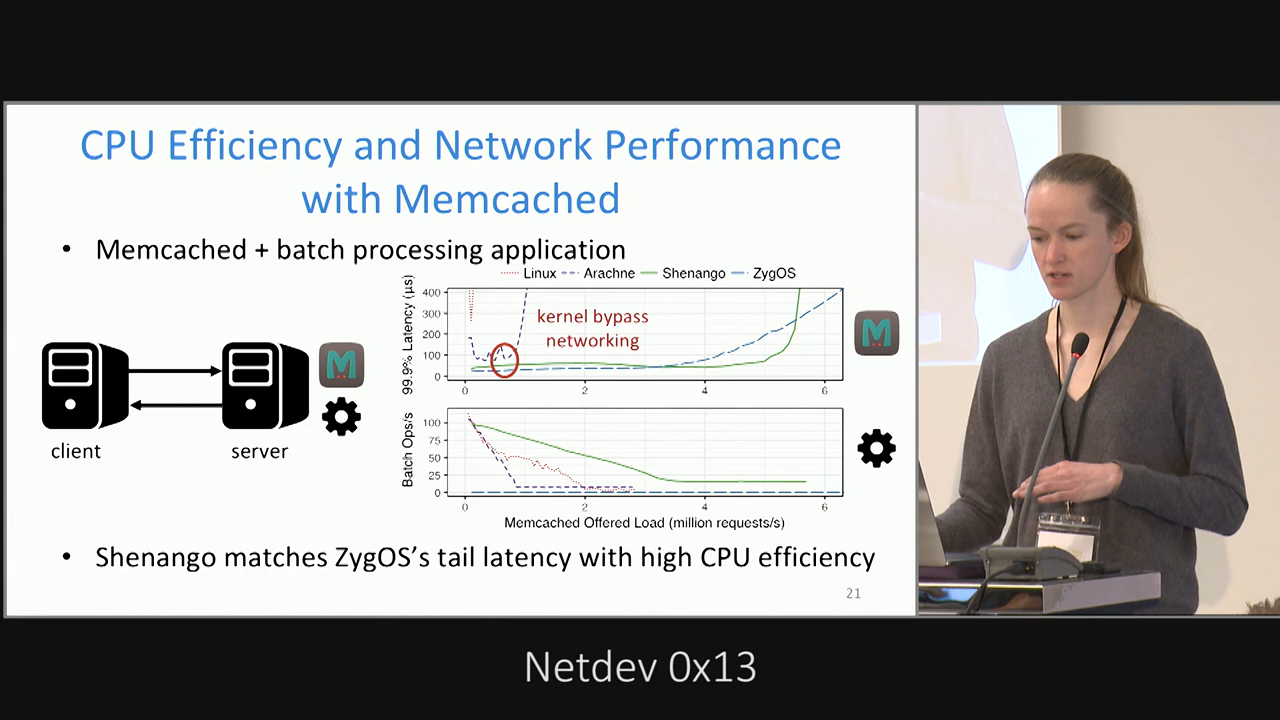 CPU Efficiency and Network Performance
with Memcached
• Memcached + batch processing application
Linux Arachne Shenango ZygOS
99.9% Latency (µs)
400
300
200
100
0
kernel bypass
networking
0 2 4 6
M
M
client
server
Batch Ops/s
100
75
50
25
0
0 2 4 6
Memcached Offered Load (million requests/s)
• Shenango matches ZygOS’s tail latency with high CPU efficiency
21
Netdev 0x13